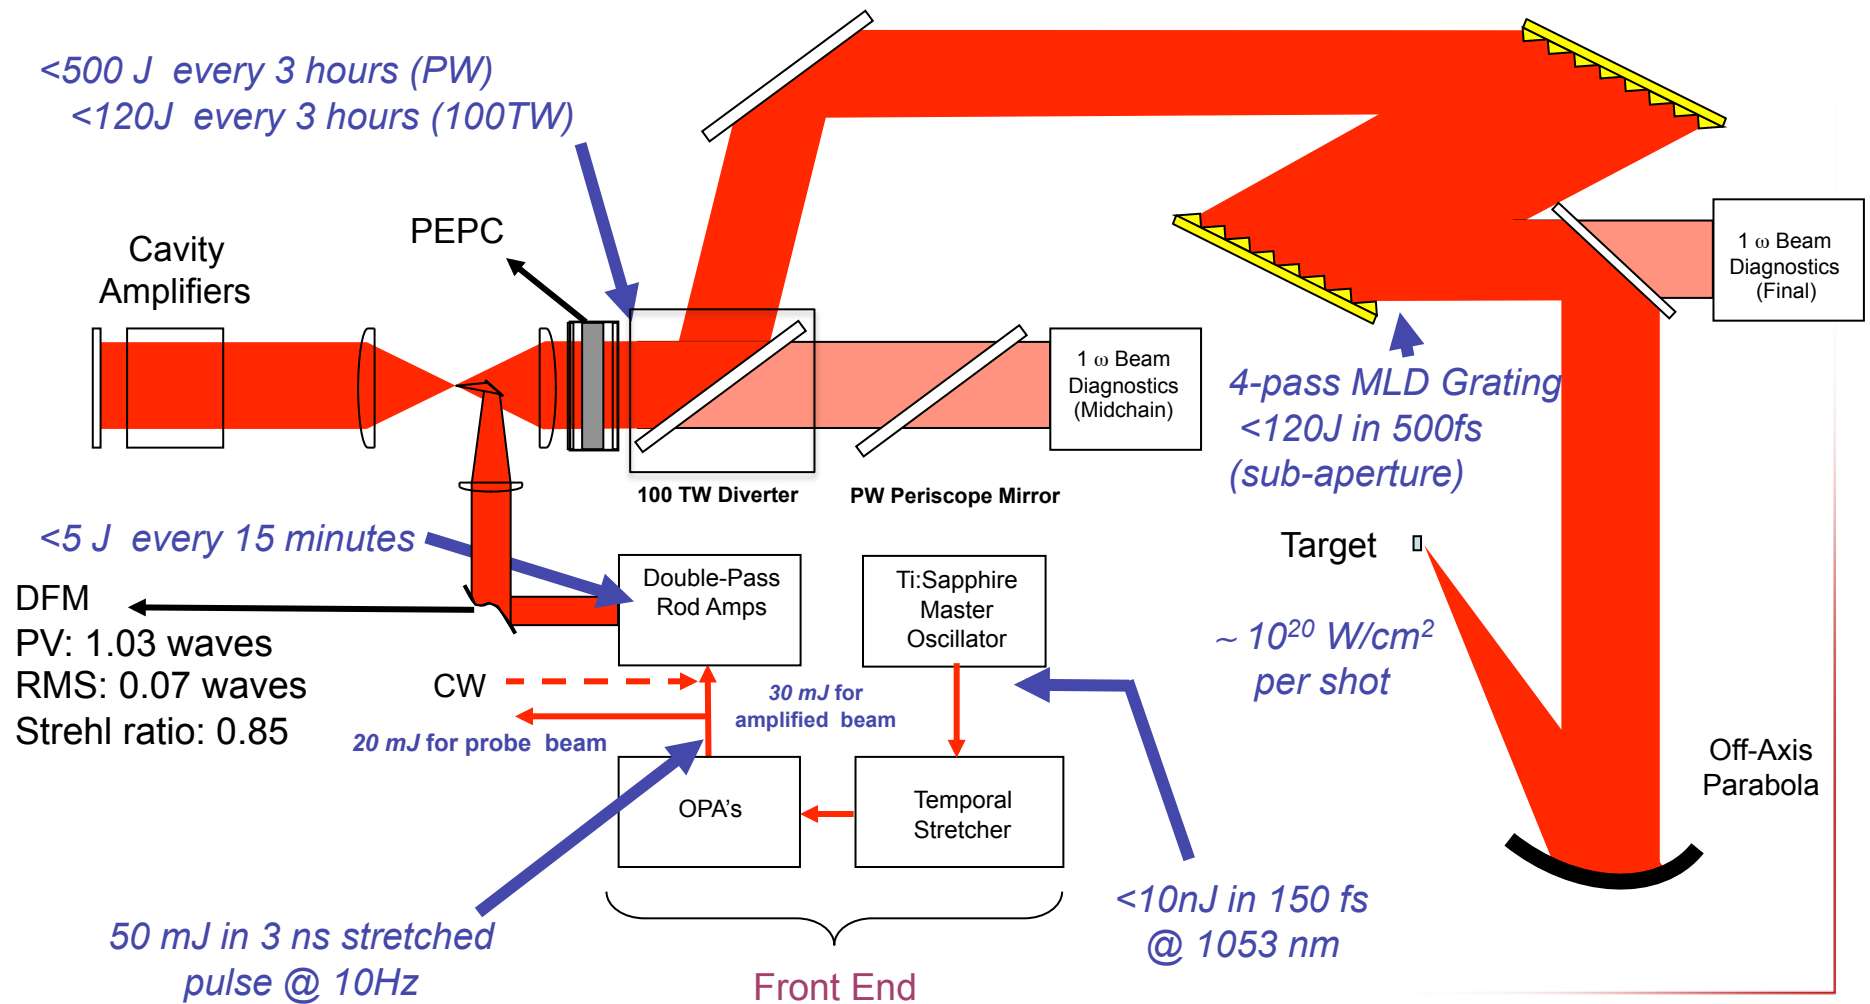 <500 J  every 3 hours (PW)
<120J  every 3 hours (100TW)
PEPC
Cavity
Amplifiers
1 ω Beam
Diagnostics
(Final)
1 ω Beam
Diagnostics
(Midchain)
4-pass MLD Grating
<120J in 500fs
(sub-aperture)
100 TW Diverter
PW Periscope Mirror
<5 J  every 15 minutes
Target
Double-Pass
Rod Amps
Ti:Sapphire
Master
Oscillator
DFM
PV: 1.03 waves
RMS: 0.07 waves
Strehl ratio: 0.85
~ 10²⁰ W/cm²
per shot
CW
30 mJ for
amplified beam
20 mJ for probe  beam
Off-Axis
Parabola
OPA's
Temporal
Stretcher
<10nJ in 150 fs
@ 1053 nm
50 mJ in 3 ns stretched
pulse @ 10Hz
Front End